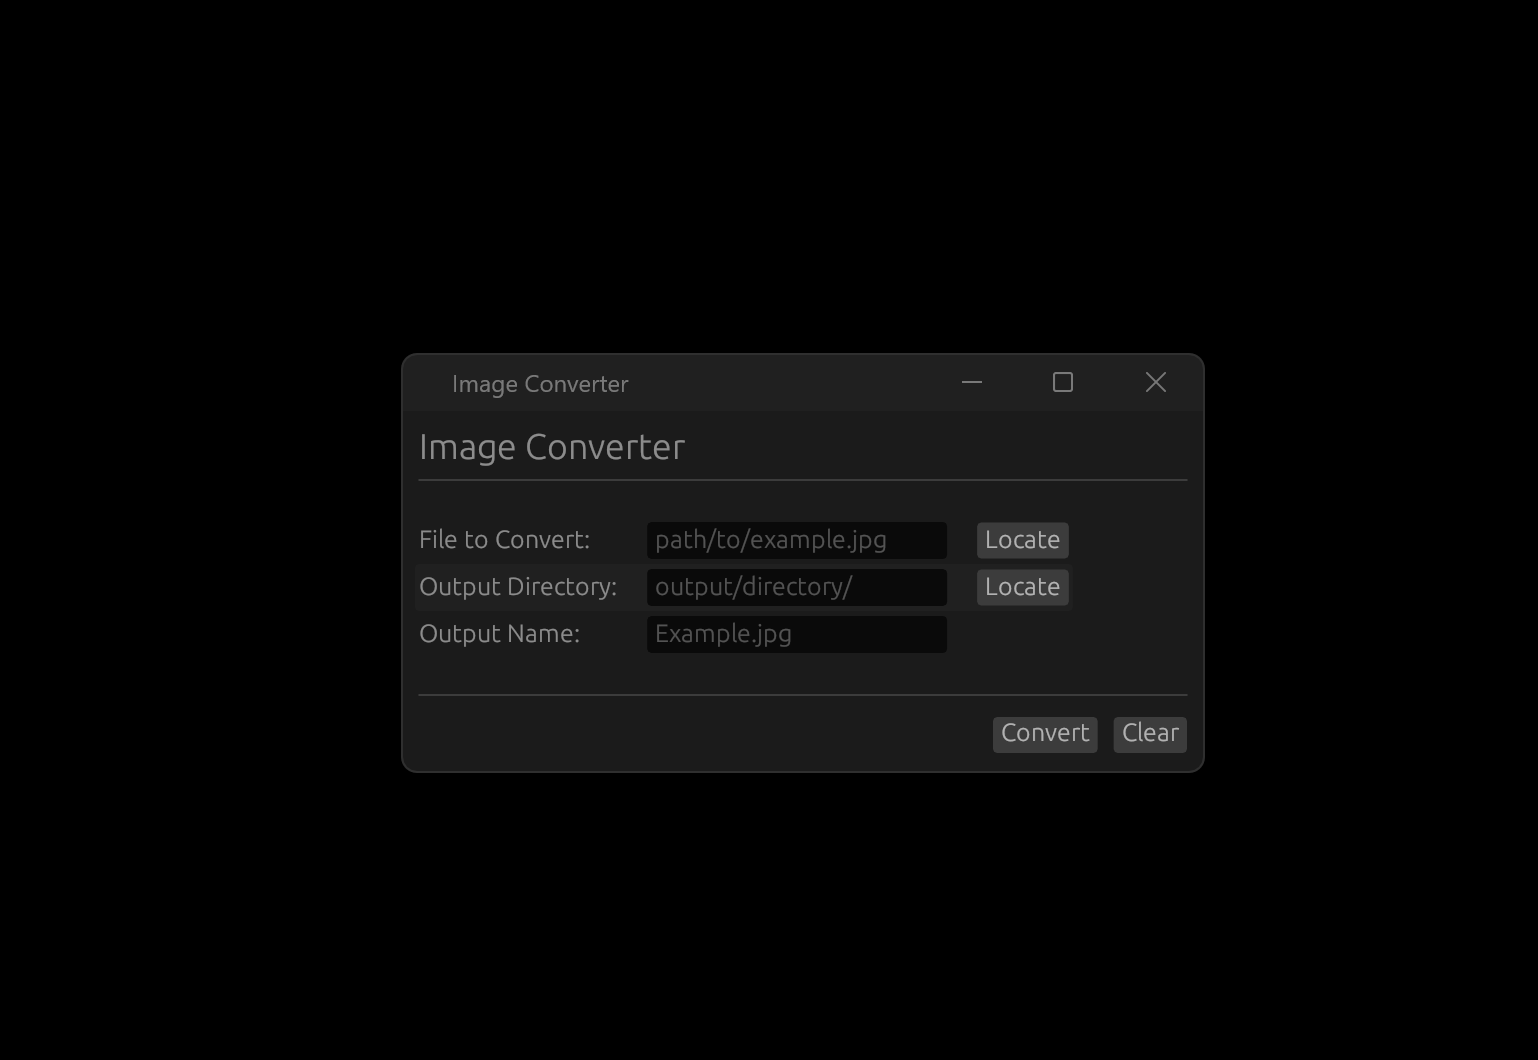 Image Converter
Image Converter
File to Convert: path/to/example.jpg Locate
Output Directory: output/directory/ Locate
Output Name: Example.jpg
Convert Clear